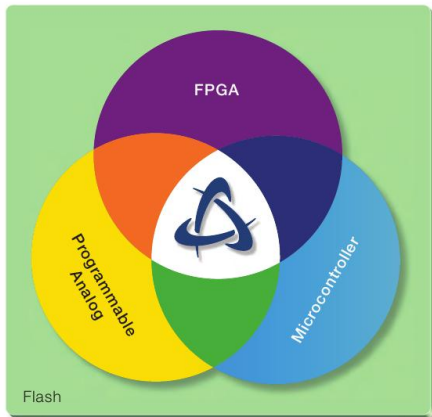 FPGA
Programmable
Analog
Microcontroller
Flash